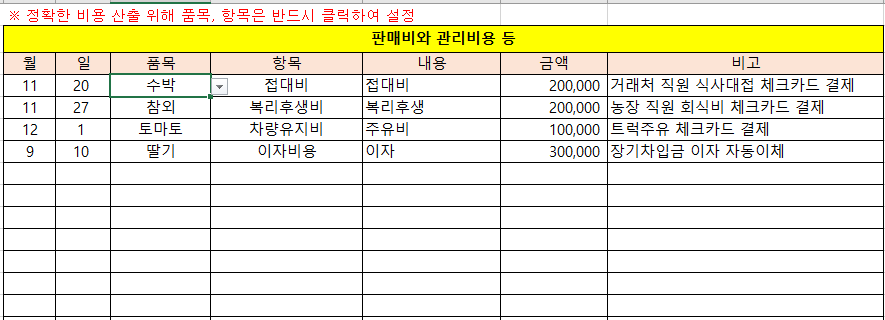 ※ 정확한 비용 산출 위해 품목, 항목은 반드시 클릭하여 설정
판매비와 관리비용 등
월 일 품목 항목 내용 금액 비고
11 20 수박 접대비 접대비 200,000 거래처 직원 식사대접 체크카드 결제
11 27 참외 복리후생비 복리후생 200,000 농장 직원 회식비 체크카드 결제
12 1 토마토 차량유지비 주유비 100,000 트럭주유 체크카드 결제
9 10 딸기 이자비용 이자 300,000 장기차입금 이자 자동이체